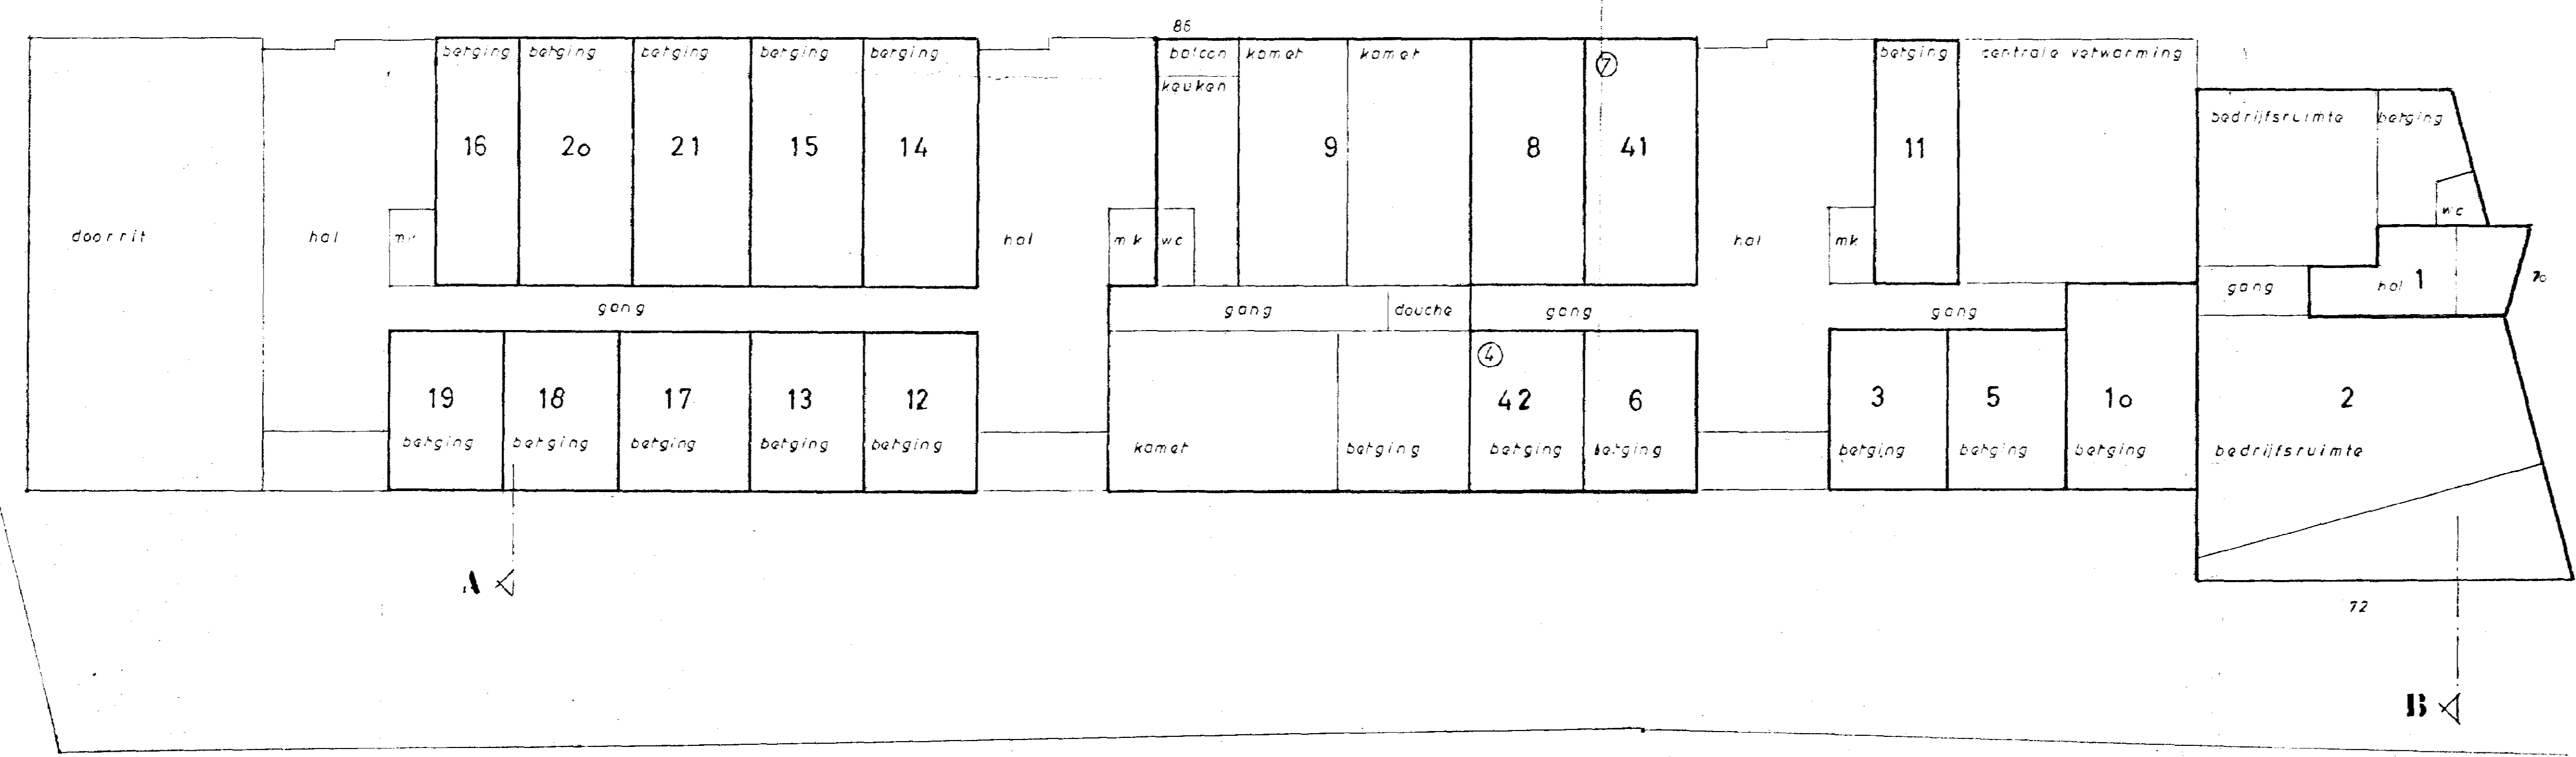 86
berging berging berging berging berging balcon kamer kamer berging centrale verwarming
7
keuken
bedrijfsruimte berging
16 2o 21 15 14 9 8 41 11
wc
doorrit hal mk hal mk wc hal mk
gang hal 1 7o
gang gang douche gang gang
4
19 18 17 13 12 42 6 3 5 1o 2
berging berging berging berging berging kamer berging berging berging berging berging berging bedrijfsruimte
A
72
B